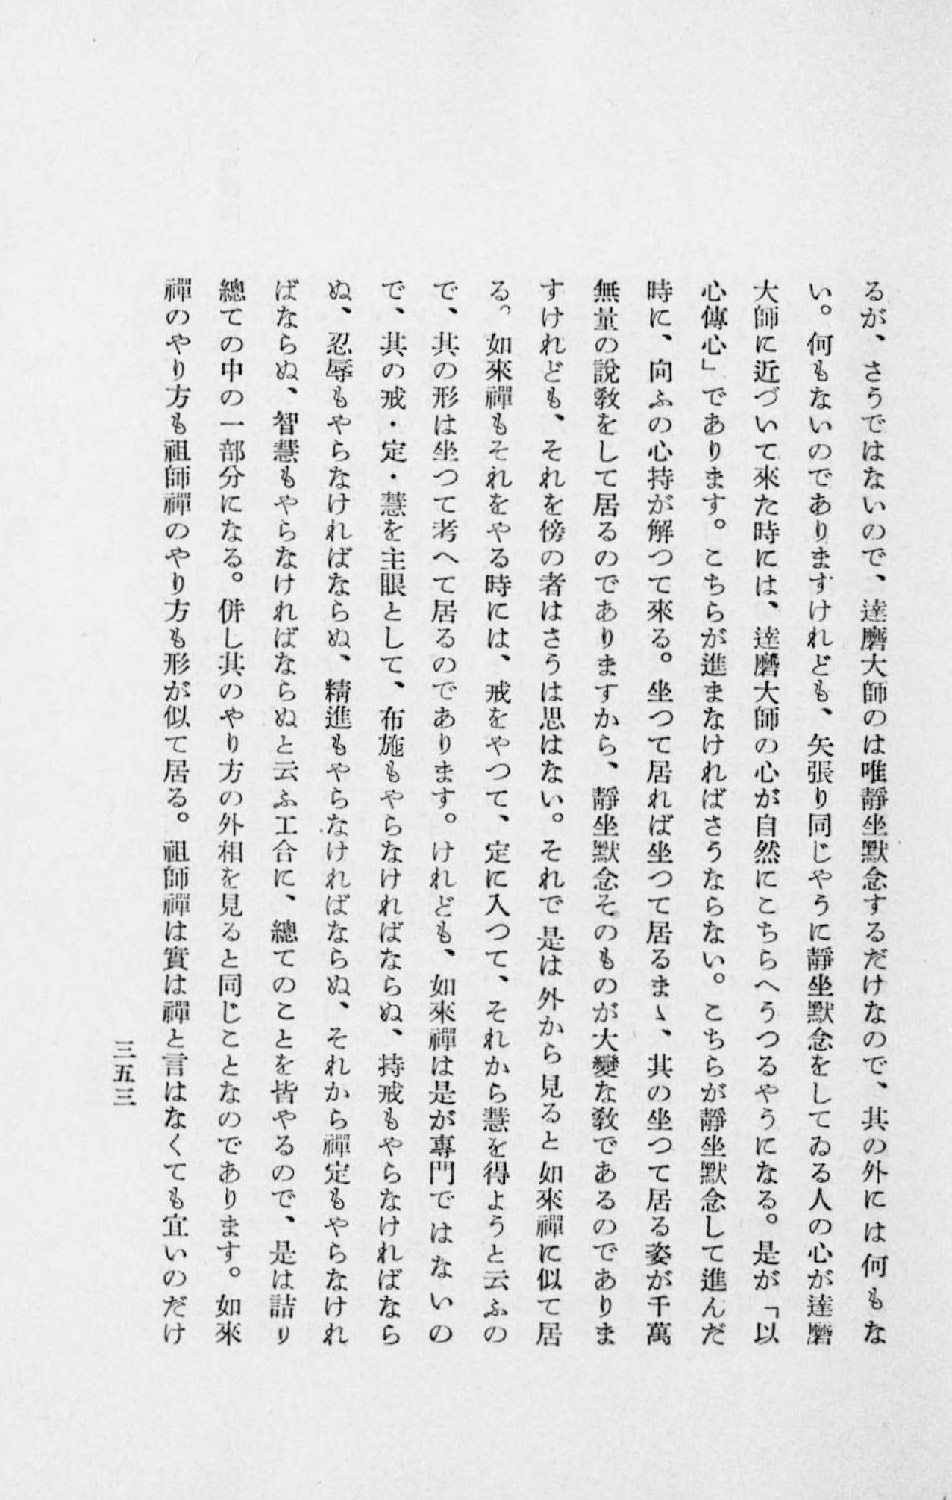 るが、さうではないので、達磨大師のは唯靜坐默念するだけなので、其の外には何もな
い。何もないのでありますけれども、矢張り同じやうに靜坐默念をしてゐる人の心が達磨
大師に近づいて來た時には、達磨大師の心が自然にこちらへうつるやうになる。是が「以
心傳心」であります。こちらが進まなければさうならない。こちらが靜坐默念して進んだ
時に、向ふの心持が解つて來る。坐つて居れば坐つて居るまゝ、其の坐つて居る姿が千萬
無量の說敎をして居るのでありますから、靜坐默念そのものが大變な敎であるのでありま
すけれども、それを傍の者はさうは思はない。それで是は外から見ると如來禪に似て居
る。如來禪もそれをやる時には、戒をやつて、定に入つて、それから慧を得ようと云ふの
で、其の形は坐つて考へて居るのであります。けれども、如來禪は是が專門ではないの
で、其の戒・定・慧を主眼として、布施もやらなければならぬ、持戒もやらなければなら
ぬ、忍辱もやらなければならぬ、精進もやらなければならぬ、それから禪定もやらなけれ
ばならぬ、智慧もやらなければならぬと云ふ工合に、總てのことを皆やるので、是は詰り
總ての中の一部分になる。併し其のやり方の外相を見ると同じことなのであります。如來
禪のやり方も祖師禪のやり方も形が似て居る。祖師禪は實は禪と言はなくても宜いのだけ
三五三